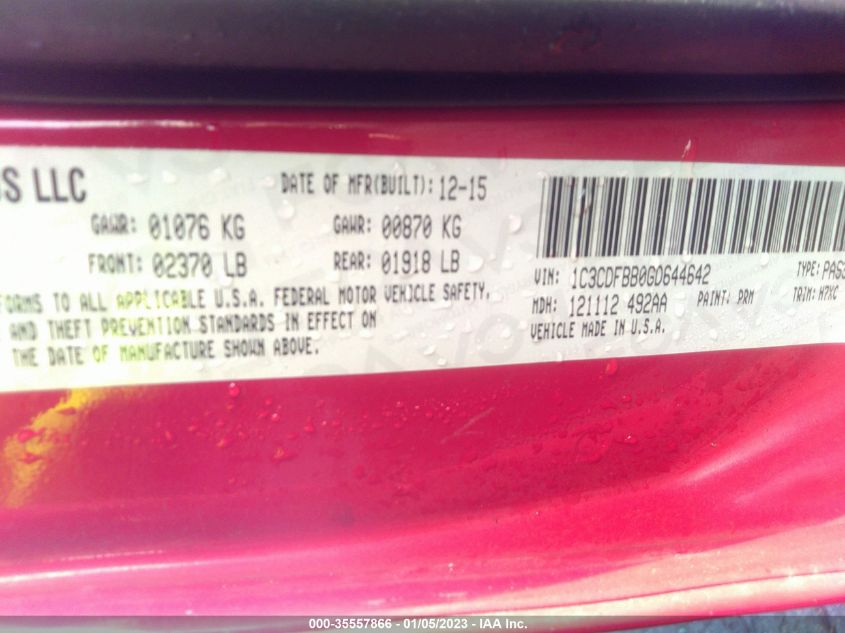 LLC
DATE OF MFR(BUILT): 12-15
GAWR: 01076 KG GAWR: 00870 KG
FRONT: 02370 LB REAR: 01918 LB
TO ALL APPLICABLE U.S.A. FEDERAL MOTOR VEHICLE SAFETY,
AND THEFT PREVENTION STANDARDS IN EFFECT ON
THE DATE OF MANUFACTURE SHOWN ABOVE.
VIN: 1C3CDFBB0GD644642 TYPE:
MDH: 121112 492AA PAINT: PRM TRIM: H7XC
VEHICLE MADE IN U.S.A.
000-35557866 - 01/05/2023 - IAA Inc.